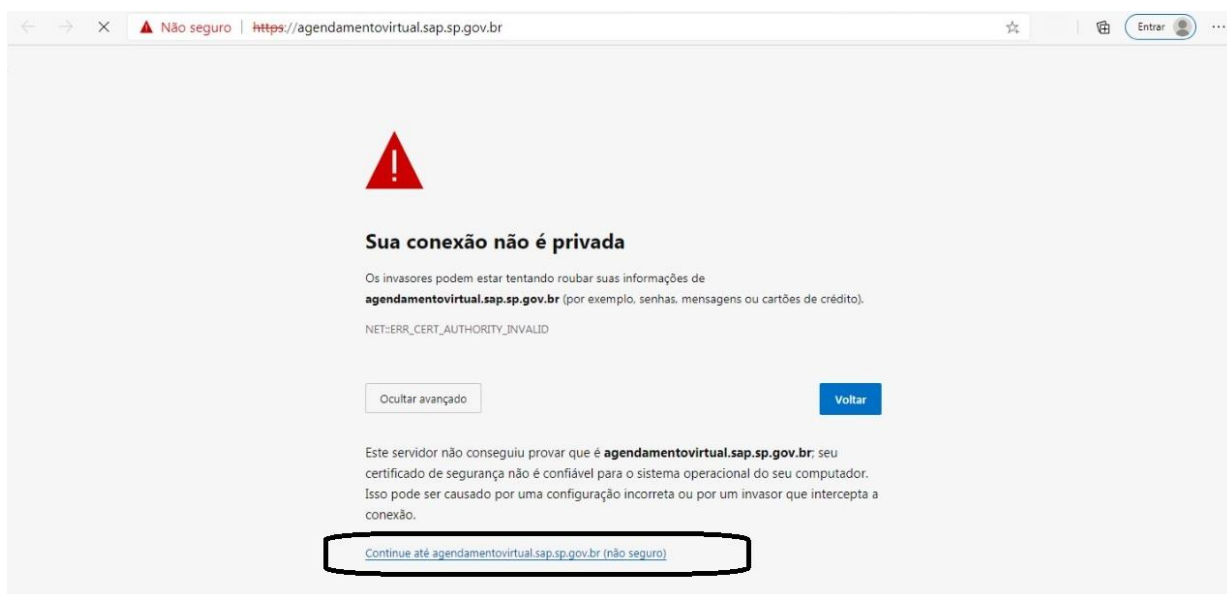 Não seguro | https://agendamentovirtual.sap.sp.gov.br
Entrar
Sua conexão não é privada
Os invasores podem estar tentando roubar suas informações de
agendamentovirtual.sap.sp.gov.br (por exemplo, senhas, mensagens ou cartões de crédito).
NET::ERR_CERT_AUTHORITY_INVALID
Ocultar avançado
Voltar
Este servidor não conseguiu provar que é agendamentovirtual.sap.sp.gov.br; seu
certificado de segurança não é confiável para o sistema operacional do seu computador.
Isso pode ser causado por uma configuração incorreta ou por um invasor que intercepta a
conexão.
Continue até agendamentovirtual.sap.sp.gov.br (não seguro)